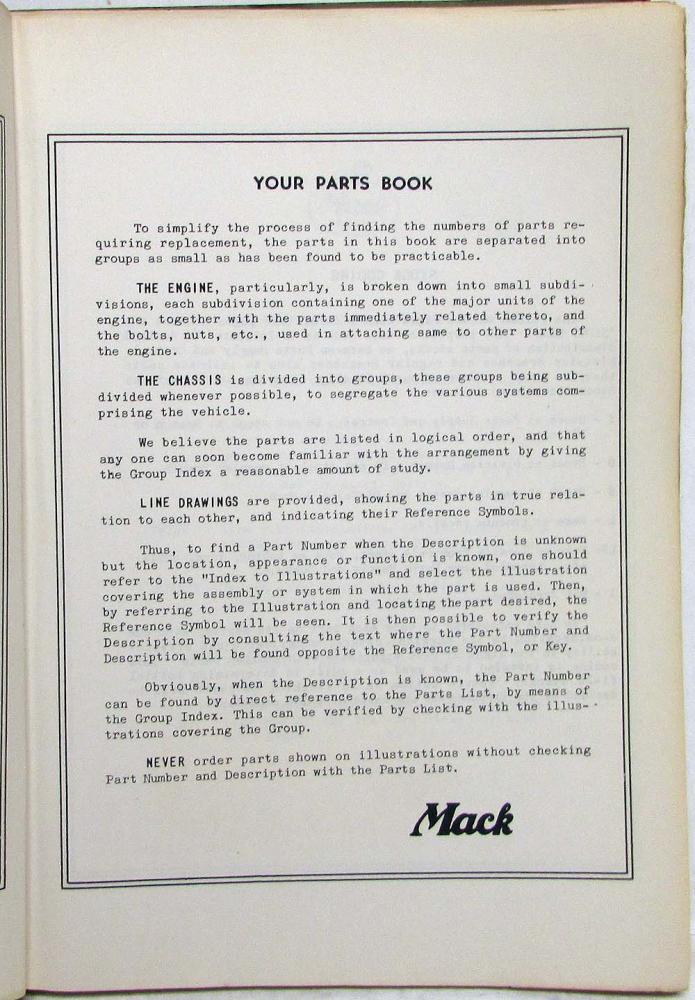 YOUR PARTS BOOK
To simplify the process of finding the numbers of parts re-
quiring replacement, the parts in this book are separated into
groups as small as has been found to be practicable.
THE ENGINE, particularly, is broken down into small subdi-
visions, each subdivision containing one of the major units of the
engine, together with the parts immediately related thereto, and
the bolts, nuts, etc., used in attaching same to other parts of
the engine.
THE CHASSIS is divided into groups, these groups being sub-
divided whenever possible, to segregate the various systems com-
prising the vehicle.
We believe the parts are listed in logical order, and that
any one can soon become familiar with the arrangement by giving
the Group Index a reasonable amount of study.
LINE DRAWINGS are provided, showing the parts in true rela-
tion to each other, and indicating their Reference Symbols.
Thus, to find a Part Number when the Description is unknown
but the location, appearance or function is known, one should
refer to the "Index to Illustrations" and select the illustration
covering the assembly or system in which the part is used. Then,
by referring to the Illustration and locating the part desired, the
Reference Symbol will be seen. It is then possible to verify the
Description by consulting the text where the Part Number and
Description will be found opposite the Reference Symbol, or Key.
Obviously, when the Description is known, the Part Number
can be found by direct reference to the Parts List, by means of
the Group Index. This can be verified by checking with the illus-
trations covering the Group.
NEVER order parts shown on illustrations without checking
Part Number and Description with the Parts List.
Mack